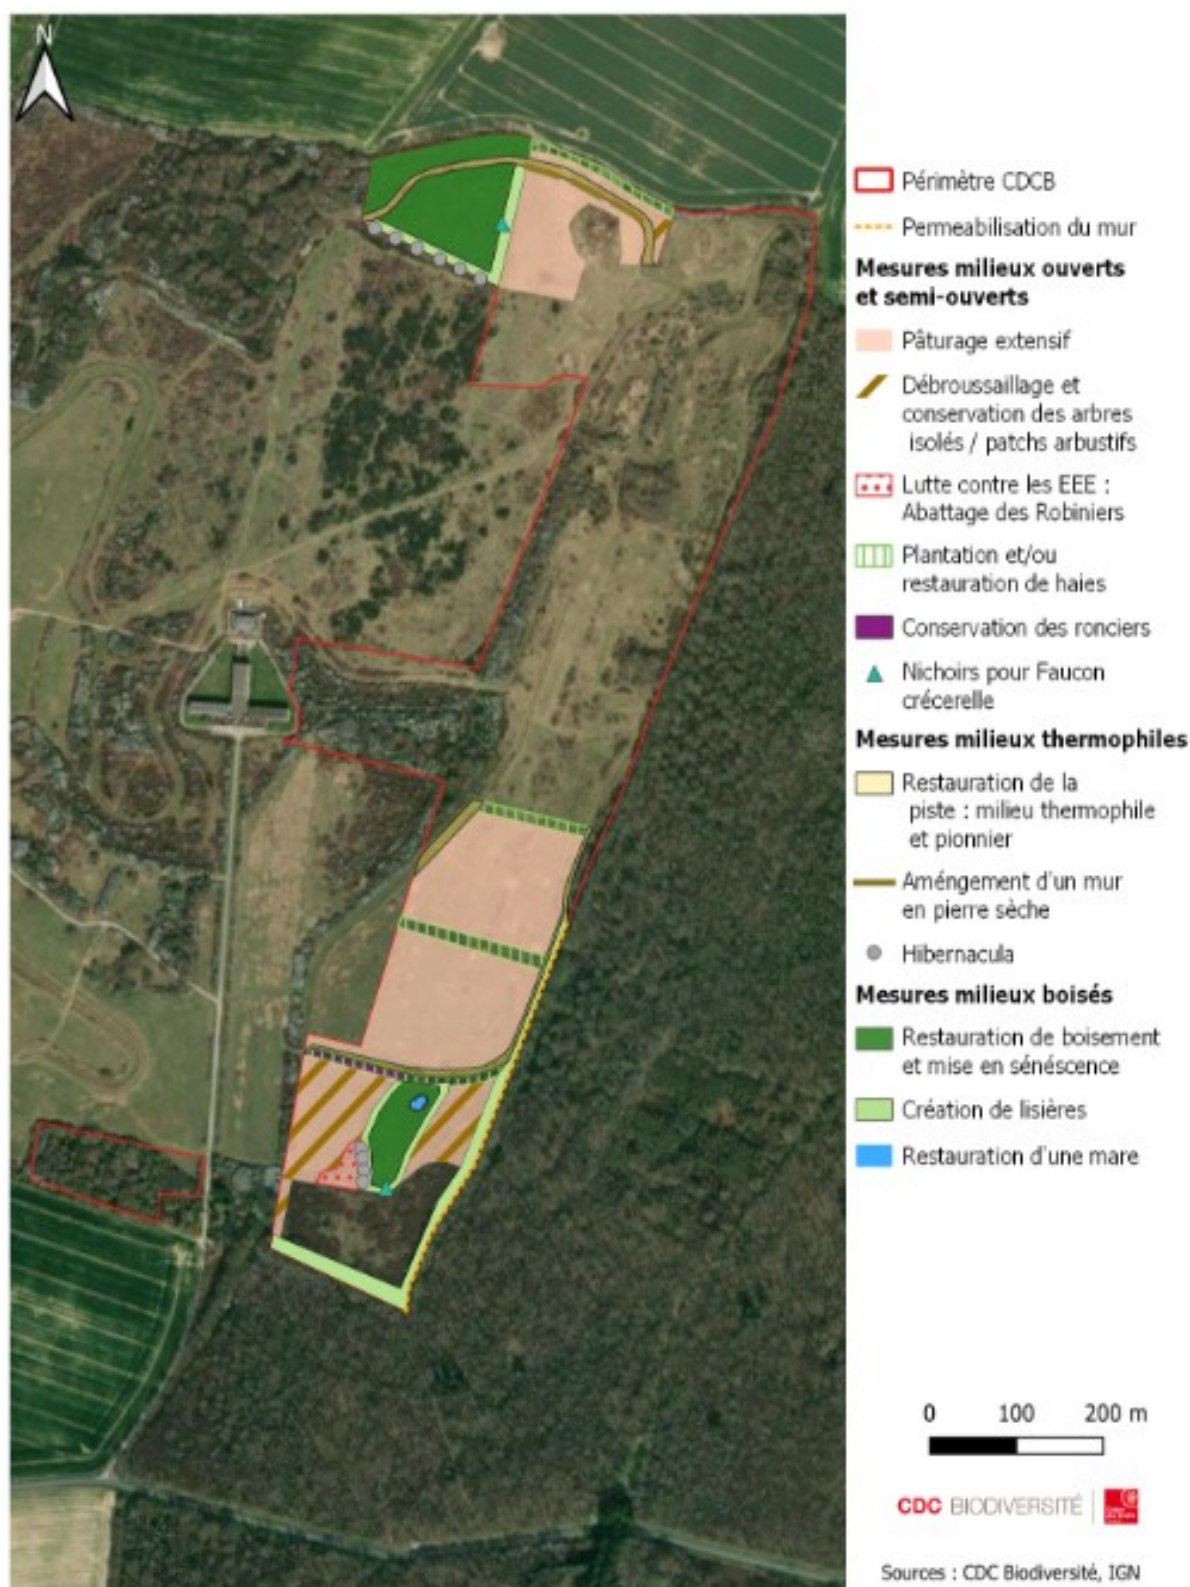 N
Périmètre CDCB
Permeabilisation du mur
Mesures milieux ouverts
et semi-ouverts
Pâturage extensif
Débroussaillage et
conservation des arbres
isolés / patchs arbustifs
Lutte contre les EEE :
Abattage des Robiniers
Plantation et/ou
restauration de haies
Conservation des ronciers
Nichoirs pour Faucon
crécerelle
Mesures milieux thermophiles
Restauration de la
piste : milieu thermophile
et pionnier
Améngement d'un mur
en pierre sèche
Hibernacula
Mesures milieux boisés
Restauration de boisement
et mise en sénéscence
Création de lisières
Restauration d'une mare
0 100 200 m
CDC BIODIVERSITÉ
Sources : CDC Biodiversité, IGN